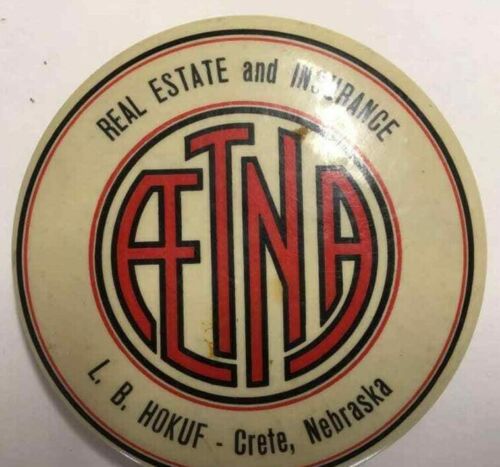 REAL ESTATE and INSURANCE
ÆTNA
L. B. HOKUF - Crete, Nebraska